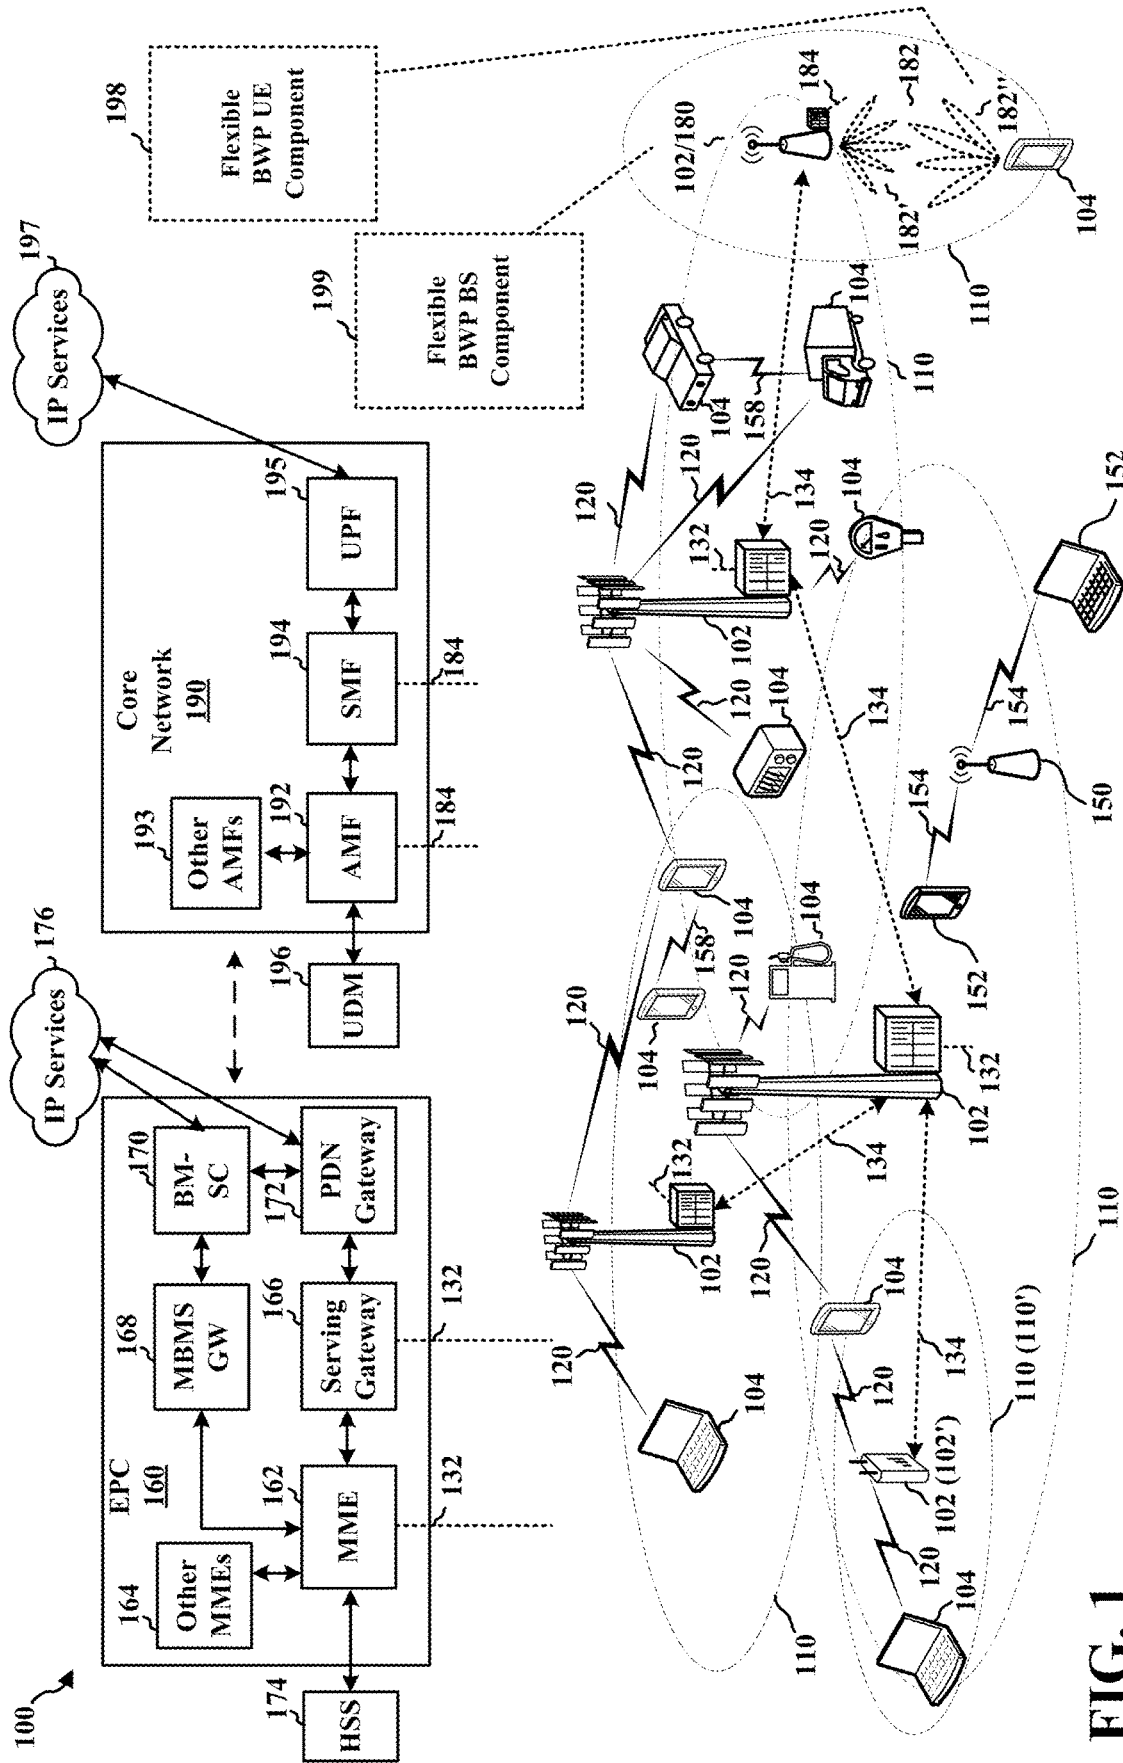 100
EPC
160
164
Other
MMEs
162
MME
132
HSS
174
168
MBMS
GW
166
Serving
Gateway
132
170
BM-
SC
172
PDN
Gateway
IP Services
176
Core
Network
190
193
Other
AMFs
192
AMF
184
196
UDM
194
SMF
184
195
UPF
IP Services
197
198
Flexible
BWP UE
Component
199
Flexible
BWP BS
Component
102/180
184
182
182'
182''
104
110
104
158
104
110
120
120
132
102
134
120
104
120
104
120
120
104
158
104
120
104
134
152
154
150
154
152
132
102
134
132
102
120
104
120
110
104
120
102 (102')
120
104
134
110 (110')
110
FIG. 1